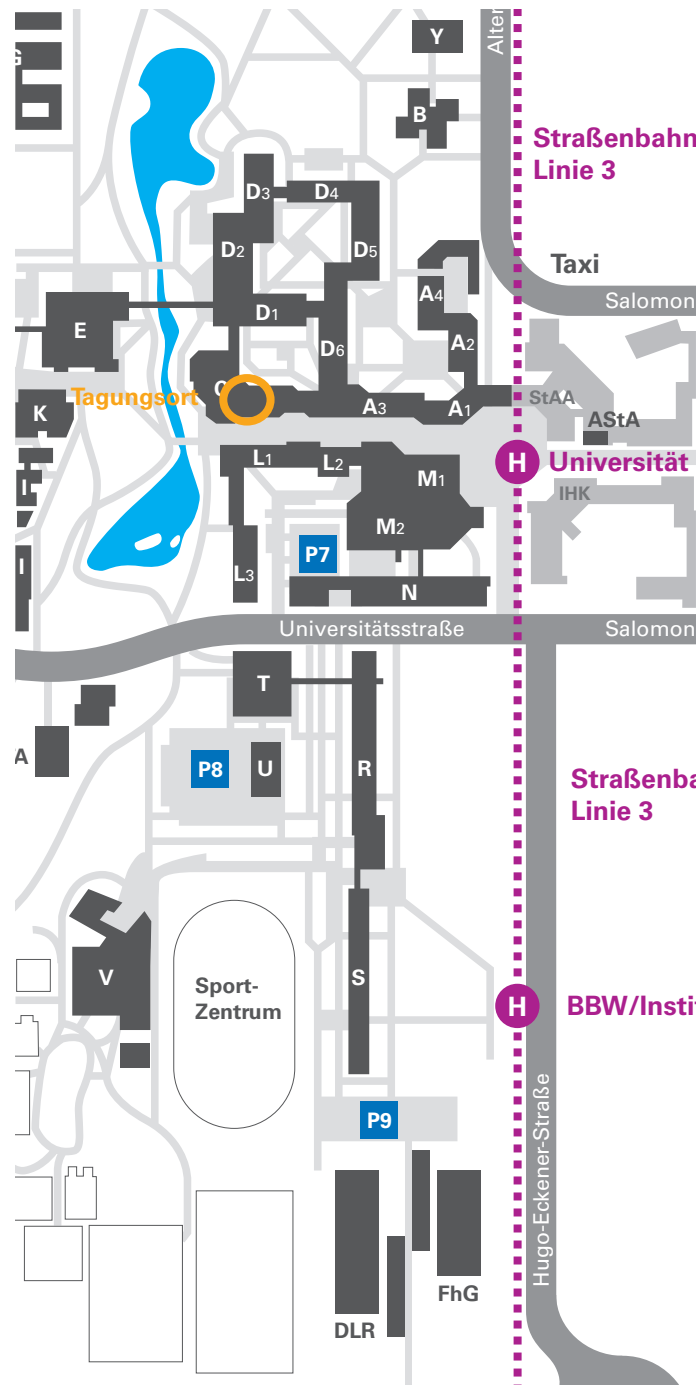 Y
G
Alter
B
Straßenbahn
Linie 3
D3
D4
D2
D5
Taxi
A4
Salomon
D1
E
D6
A2
Tagungsort
A3
A1
StAA
K
AStA
L1
L2
H
Universität
M1
IHK
I
M2
P7
I
L3
N
Universitätsstraße
Salomon
T
A
P8
U
R
Straßenba
Linie 3
V
S
Sport-
Zentrum
H
BBW/Instit
P9
Hugo-Eckener-Straße
FhG
DLR